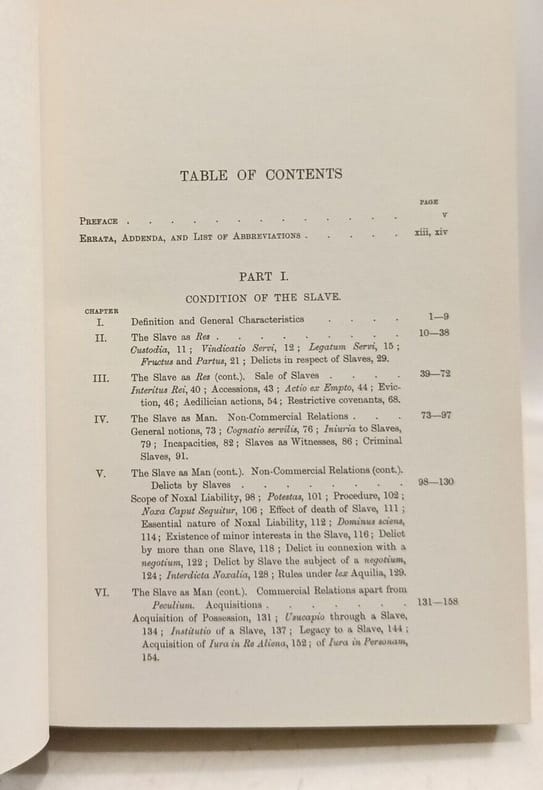 TABLE OF CONTENTS
PAGE
PREFACE . . . . . . . . . . . . . v
ERRATA, ADDENDA, AND LIST OF ABBREVIATIONS . . . . . xiii, xiv
PART I.
CONDITION OF THE SLAVE.
CHAPTER
I. Definition and General Characteristics . . . . 1—9
II. The Slave as Res . . . . . . . . . 10—38
Custodia, 11; Vindicatio Servi, 12; Legatum Servi, 15;
Fructus and Partus, 21; Delicts in respect of Slaves, 29.
III. The Slave as Res (cont.). Sale of Slaves . . . . 39—72
Interitus Rei, 40; Accessions, 43; Actio ex Empto, 44; Evic-
tion, 46; Aedilician actions, 54; Restrictive covenants, 68.
IV. The Slave as Man. Non-Commercial Relations . . . 73—97
General notions, 73; Cognatio servilis, 76; Iniuria to Slaves,
79; Incapacities, 82; Slaves as Witnesses, 86; Criminal
Slaves, 91.
V. The Slave as Man (cont.). Non-Commercial Relations (cont.).
Delicts by Slaves . . . . . . . . 98—130
Scope of Noxal Liability, 98; Potestas, 101; Procedure, 102;
Noxa Caput Sequitur, 106; Effect of death of Slave, 111;
Essential nature of Noxal Liability, 112; Dominus sciens,
114; Existence of minor interests in the Slave, 116; Delict
by more than one Slave, 118; Delict in connexion with a
negotium, 122; Delict by Slave the subject of a negotium,
124; Interdicta Noxalia, 128; Rules under lex Aquilia, 129.
VI. The Slave as Man (cont.). Commercial Relations apart from
Peculium. Acquisitions . . . . . . . 131—158
Acquisition of Possession, 131; Usucapio through a Slave,
134; Institutio of a Slave, 137; Legacy to a Slave, 144;
Acquisition of Iura in Re Aliena, 152; of Iura in Personam,
154.